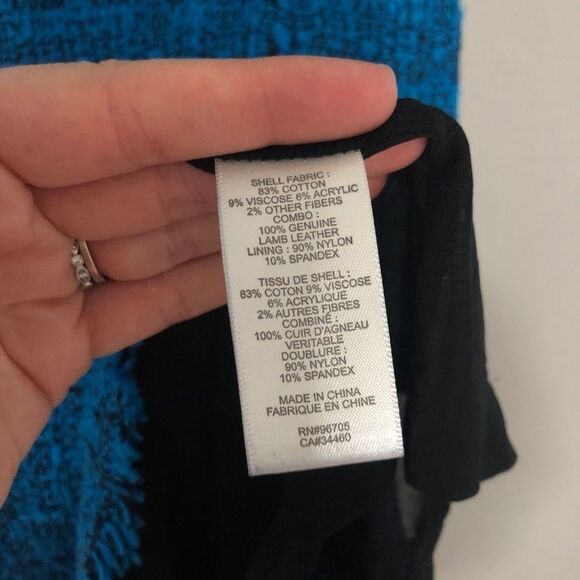 SHELL FABRIC :
83% COTTON
9% VISCOSE 6% ACRYLIC
2% OTHER FIBERS
COMBO :
100% GENUINE
LAMB LEATHER
LINING : 90% NYLON
10% SPANDEX
TISSU DE SHELL :
83% COTON 9% VISCOSE
6% ACRYLIQUE
2% AUTRES FIBRES
COMBINÉ :
100% CUIR D'AGNEAU
VERITABLE
DOUBLURE :
90% NYLON
10% SPANDEX
MADE IN CHINA
FABRIQUE EN CHINE
RN#96705
CA#34460